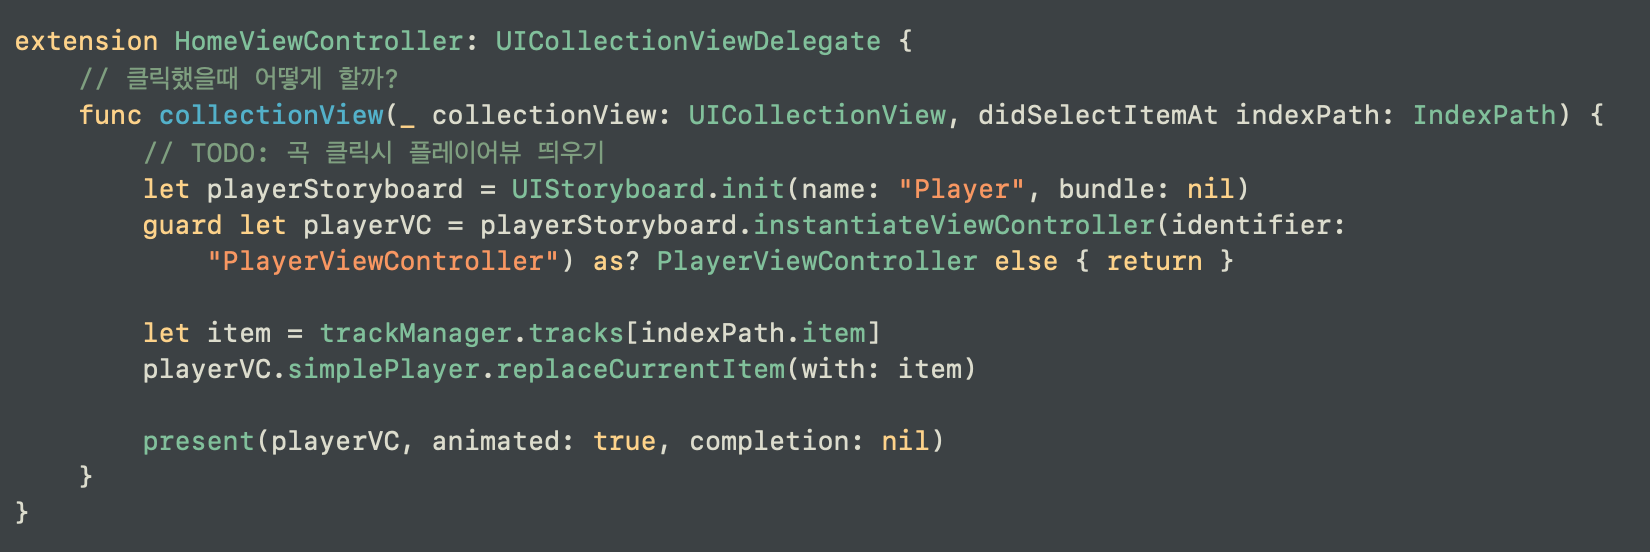 extension HomeViewController: UICollectionViewDelegate {
    // 클릭했을때 어떻게 할까?
    func collectionView(_ collectionView: UICollectionView, didSelectItemAt indexPath: IndexPath) {
        // TODO: 곡 클릭시 플레이어뷰 띄우기
        let playerStoryboard = UIStoryboard.init(name: "Player", bundle: nil)
        guard let playerVC = playerStoryboard.instantiateViewController(identifier:
            "PlayerViewController") as? PlayerViewController else { return }

        let item = trackManager.tracks[indexPath.item]
        playerVC.simplePlayer.replaceCurrentItem(with: item)

        present(playerVC, animated: true, completion: nil)
    }
}